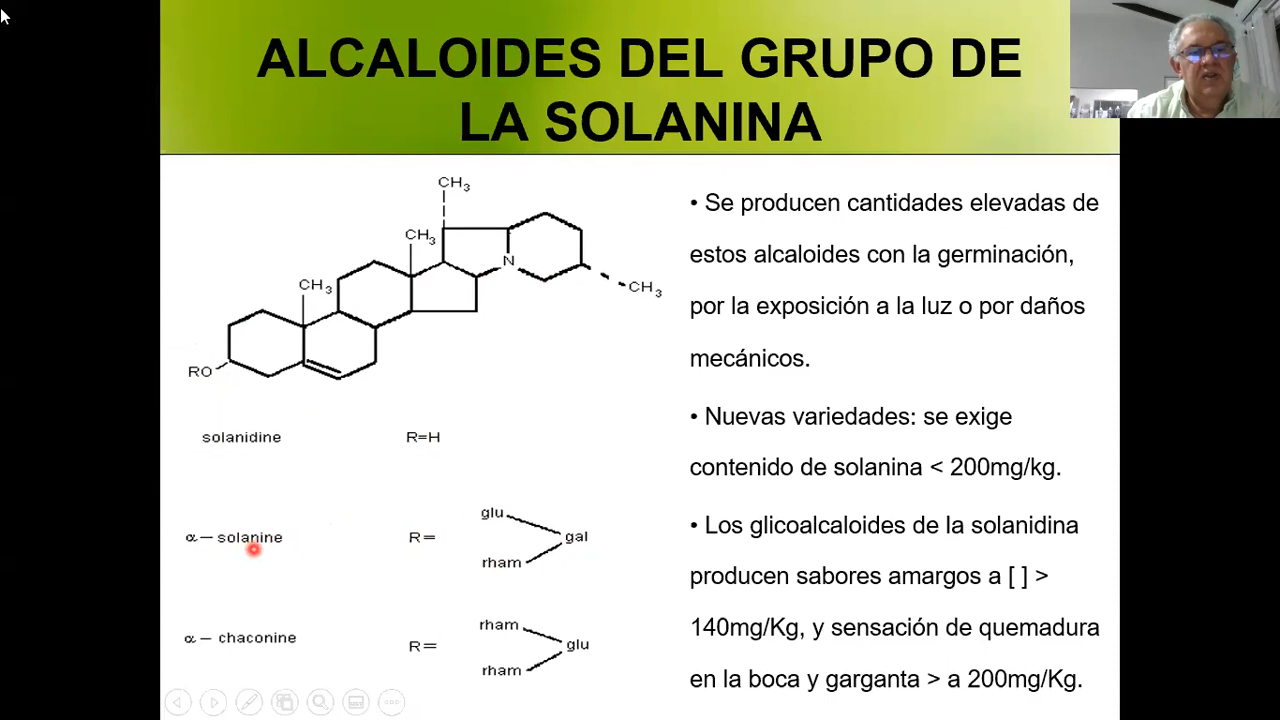 ALCALOIDES DEL GRUPO DE
LA SOLANINA
CH3
CH3
CH3
N
CH3
RO
solanidine R=H
α– solanine R= glu gal rham
α– chaconine R= rham glu rham
• Se producen cantidades elevadas de
estos alcaloides con la germinación,
por la exposición a la luz o por daños
mecánicos.
• Nuevas variedades: se exige
contenido de solanina < 200mg/kg.
• Los glicoalcaloides de la solanidina
producen sabores amargos a [ ] >
140mg/Kg, y sensación de quemadura
en la boca y garganta > a 200mg/Kg.